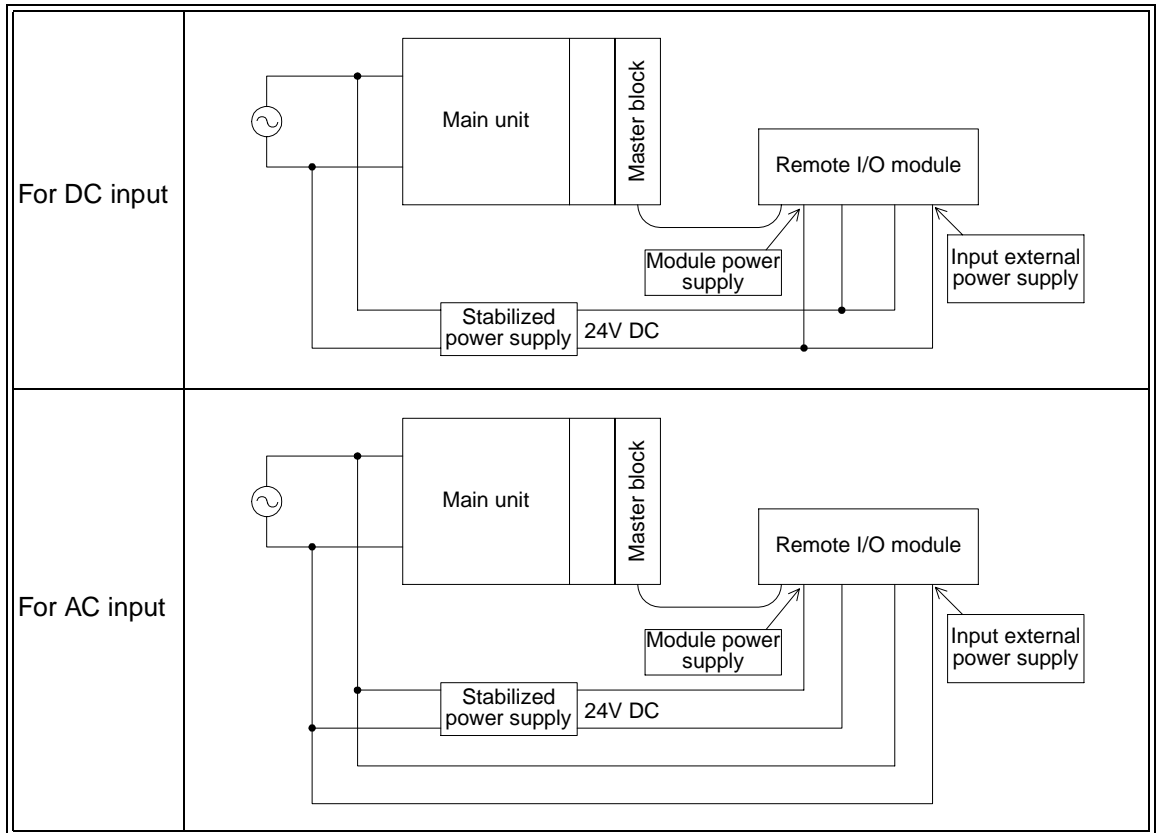 For DC input
Main unit
Master block
Remote I/O module
Module power
supply
Input external
power supply
Stabilized
power supply
24V DC
For AC input
Main unit
Master block
Remote I/O module
Module power
supply
Input external
power supply
Stabilized
power supply
24V DC